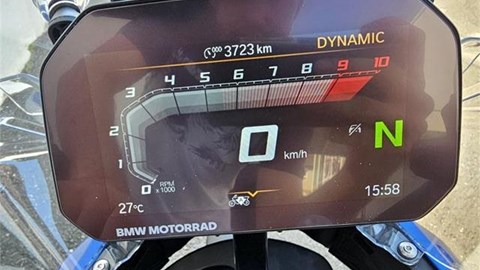 000 3723 km
DYNAMIC
0 1 2 3 4 5 6 7 8 9 10
RPM
x 1000
0 km/h
N
27°C
15:58
BMW MOTORRAD